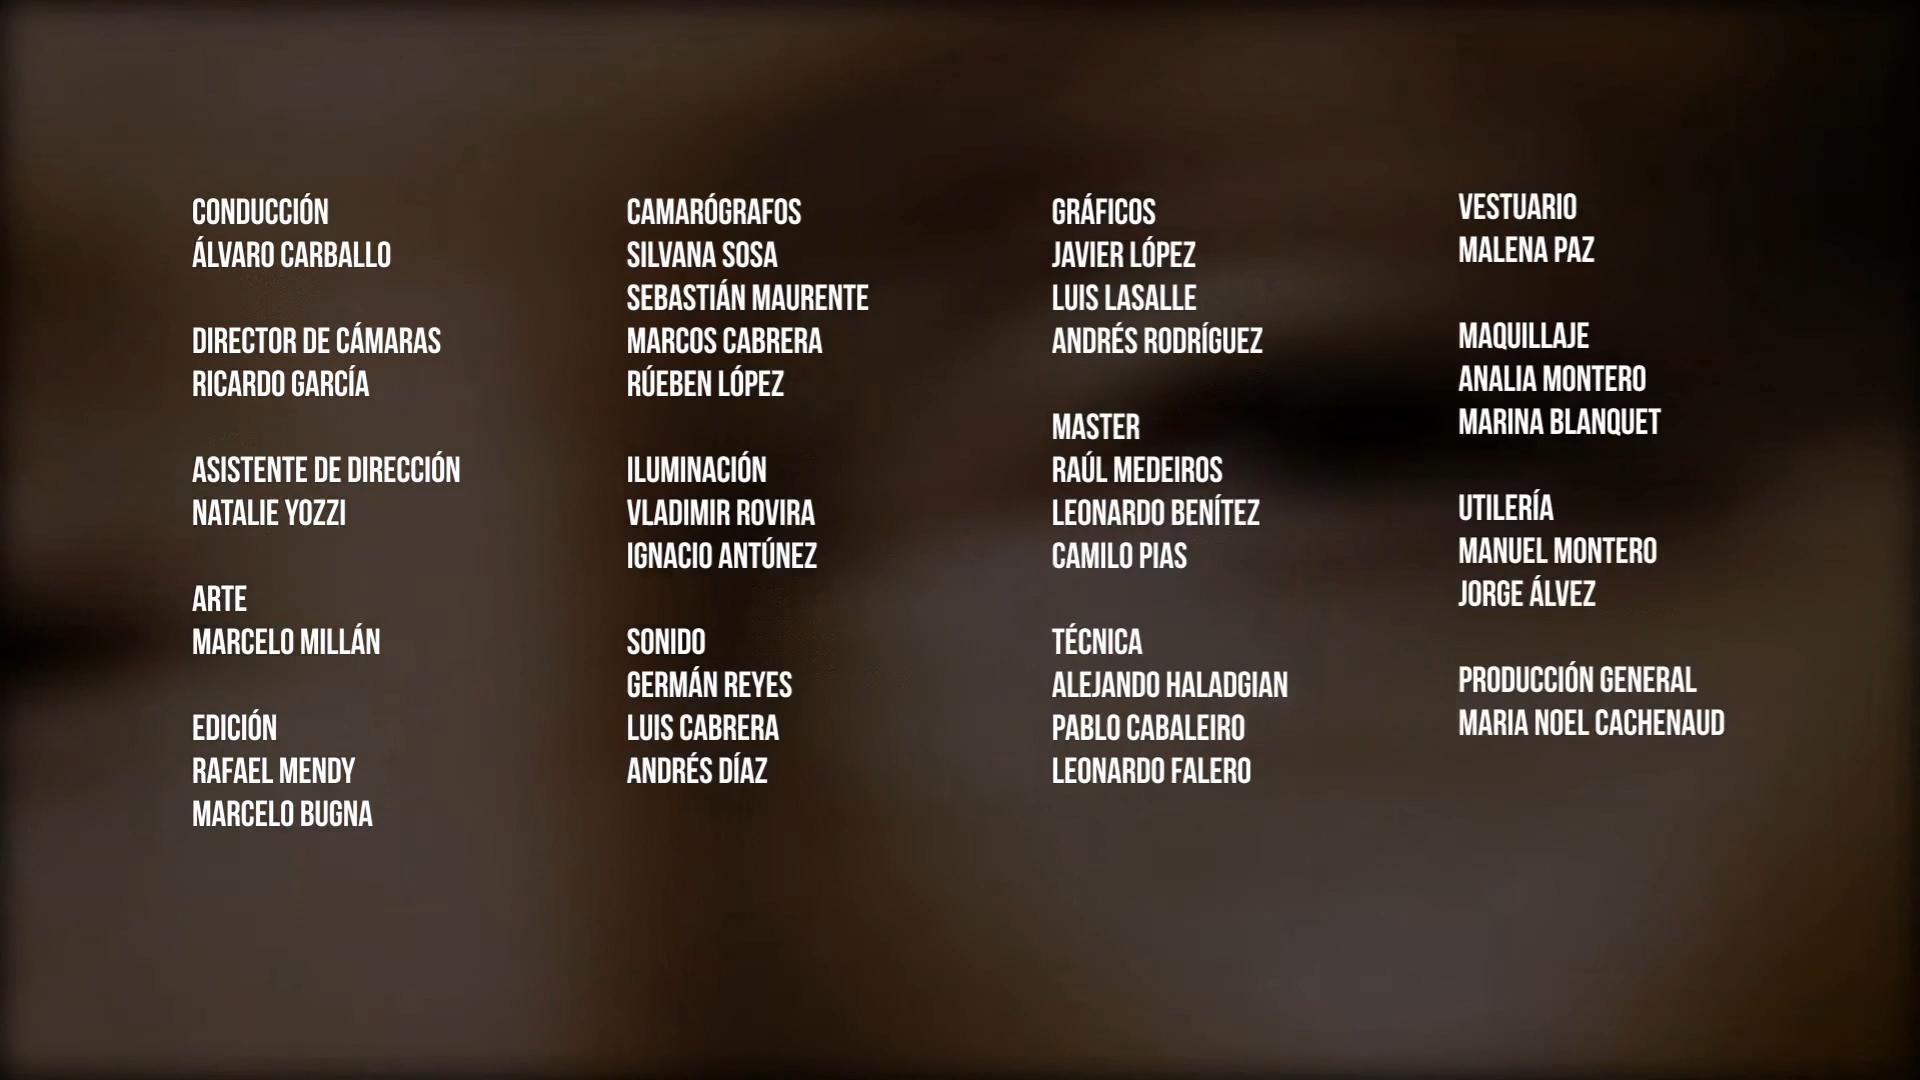 CONDUCCIÓN
ÁLVARO CARBALLO
DIRECTOR DE CÁMARAS
RICARDO GARCÍA
ASISTENTE DE DIRECCIÓN
NATALIE YOZZI
ARTE
MARCELO MILLÁN
EDICIÓN
RAFAEL MENDY
MARCELO BUGNA
CAMARÓGRAFOS
SILVANA SOSA
SEBASTIÁN MAURENTE
MARCOS CABRERA
RÚEBEN LÓPEZ
ILUMINACIÓN
VLADIMIR ROVIRA
IGNACIO ANTÚNEZ
SONIDO
GERMÁN REYES
LUIS CABRERA
ANDRÉS DÍAZ
GRÁFICOS
JAVIER LÓPEZ
LUIS LASALLE
ANDRÉS RODRÍGUEZ
MASTER
RAÚL MEDEIROS
LEONARDO BENÍTEZ
CAMILO PIAS
TÉCNICA
ALEJANDO HALADGIAN
PABLO CABALEIRO
LEONARDO FALERO
VESTUARIO
MALENA PAZ
MAQUILLAJE
ANALIA MONTERO
MARINA BLANQUET
UTILERÍA
MANUEL MONTERO
JORGE ÁLVEZ
PRODUCCIÓN GENERAL
MARIA NOEL CACHENAUD